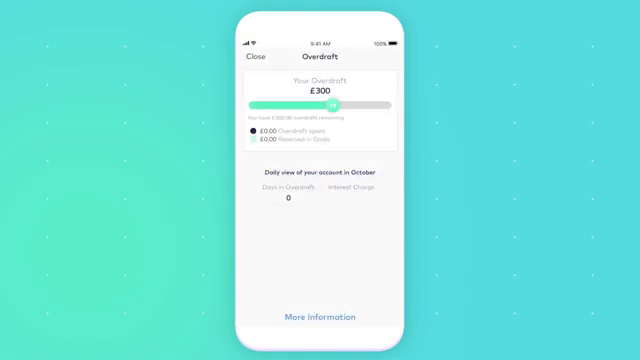 9:41 AM
100%
Close
Overdraft
Your Overdraft
£300
You have £300.00 overdraft remaining
£0.00 Overdraft spent
£0.00 Reserved in Goals
Daily view of your account in October
Days in Overdraft
Interest Charge
0
More Information